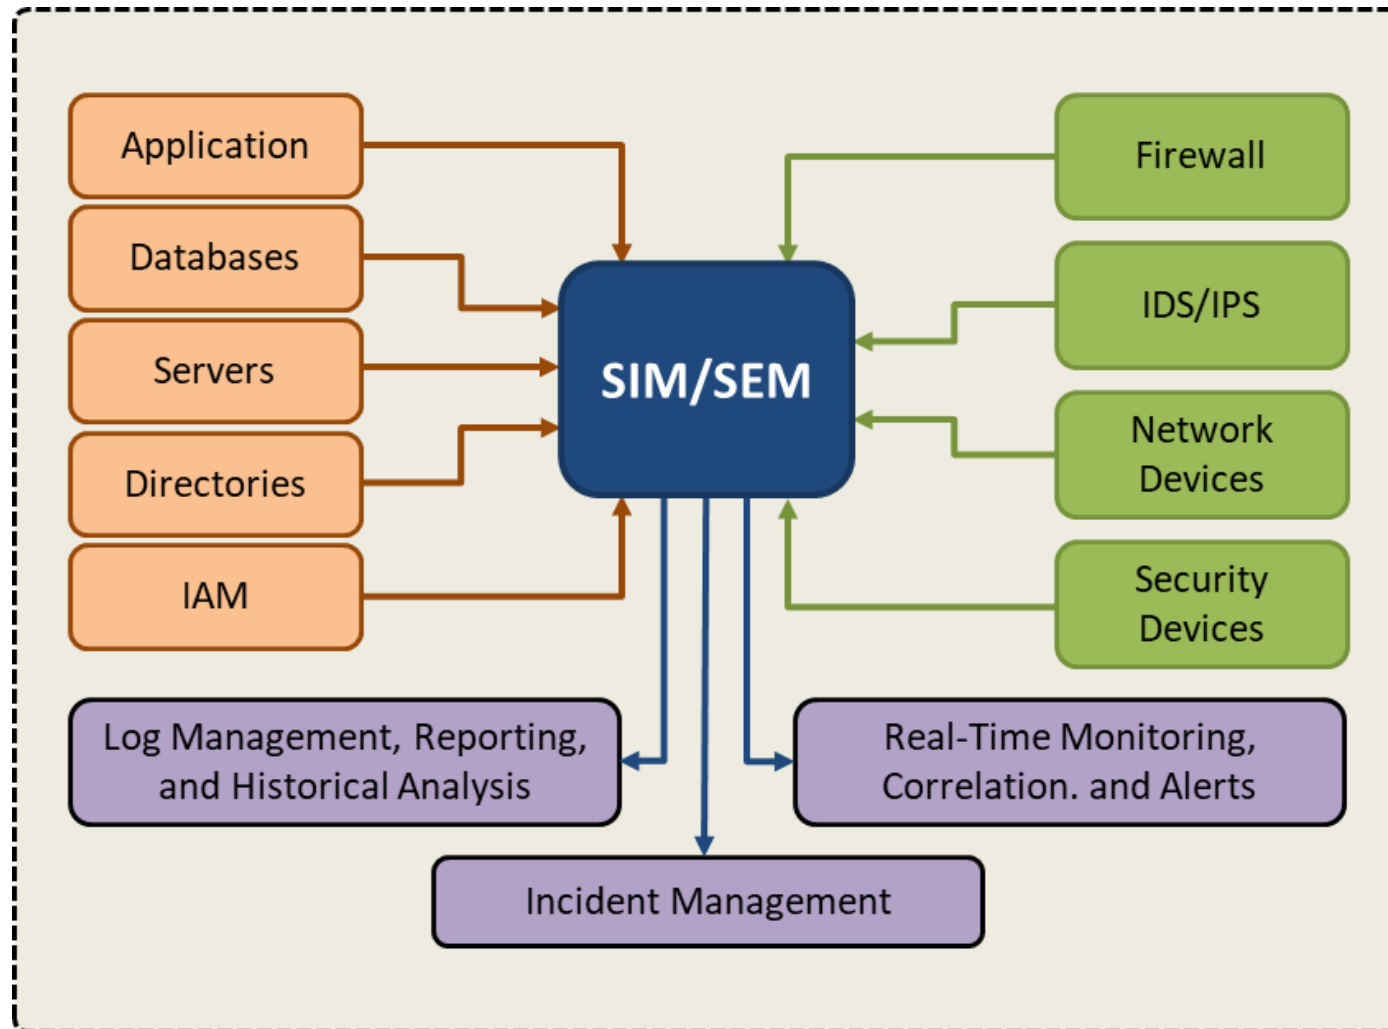 Application
Databases
Servers
Directories
IAM
SIM/SEM
Firewall
IDS/IPS
Network
Devices
Security
Devices
Log Management, Reporting,
and Historical Analysis
Real-Time Monitoring,
Correlation. and Alerts
Incident Management